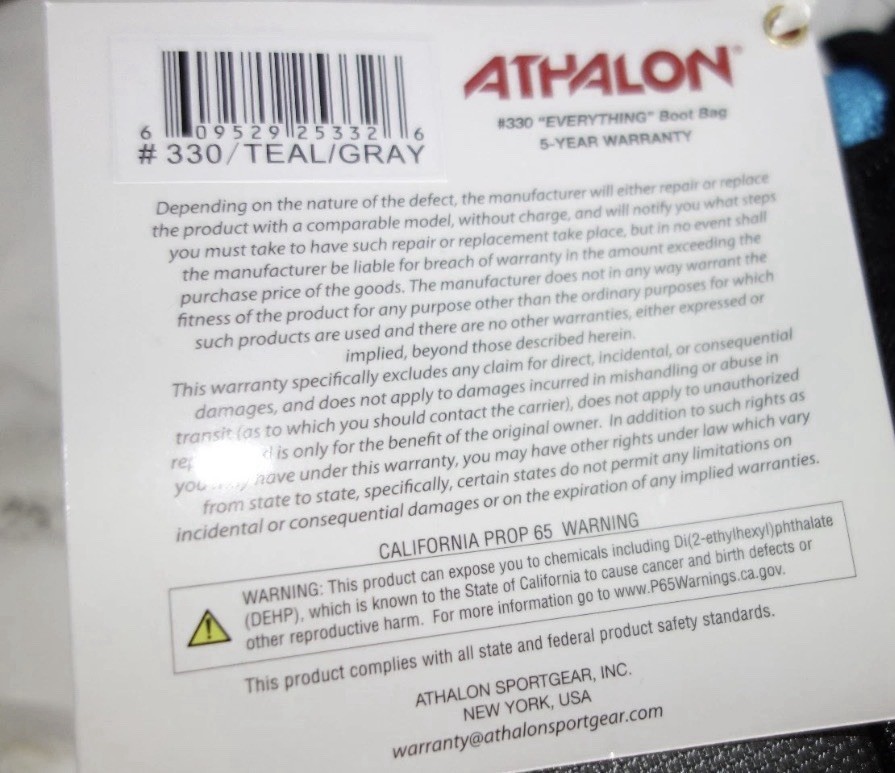 6 09529 25332 6
# 330/TEAL/GRAY
ATHALON®
#330 "EVERYTHING" Boot Bag
5-YEAR WARRANTY
Depending on the nature of the defect, the manufacturer will either repair or replace
the product with a comparable model, without charge, and will notify you what steps
you must take to have such repair or replacement take place, but in no event shall
the manufacturer be liable for breach of warranty in the amount exceeding the
purchase price of the goods. The manufacturer does not in any way warrant the
fitness of the product for any purpose other than the ordinary purposes for which
such products are used and there are no other warranties, either expressed or
implied, beyond those described herein.
This warranty specifically excludes any claim for direct, incidental, or consequential
damages, and does not apply to damages incurred in mishandling or abuse in
transit (as to which you should contact the carrier), does not apply to unauthorized
is only for the benefit of the original owner. In addition to such rights as
have under this warranty, you may have other rights under law which vary
from state to state, specifically, certain states do not permit any limitations on
incidental or consequential damages or on the expiration of any implied warranties.
CALIFORNIA PROP 65 WARNING
WARNING: This product can expose you to chemicals including Di(2-ethylhexyl)phthalate
(DEHP), which is known to the State of California to cause cancer and birth defects or
other reproductive harm. For more information go to www.P65Warnings.ca.gov.
This product complies with all state and federal product safety standards.
ATHALON SPORTGEAR, INC.
NEW YORK, USA
warranty@athalonsportgear.com